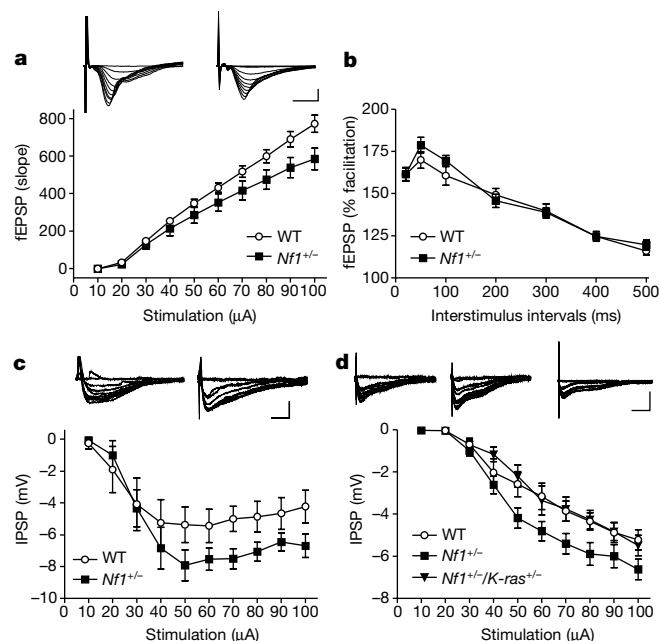 a
800
600
400
200
0
fEPSP (slope)
WT
Nf1+/–
10 20 30 40 50 60 70 80 90 100
Stimulation (µA)
b
200
175
150
125
100
fEPSP (% facilitation)
WT
Nf1+/–
0 100 200 300 400 500
Interstimulus intervals (ms)
c
0
–2
–4
–6
–8
–10
IPSP (mV)
WT
Nf1+/–
10 20 30 40 50 60 70 80 90 100
Stimulation (µA)
d
0
–2
–4
–6
–8
IPSP (mV)
WT
Nf1+/–
Nf1+/–/K-ras+/–
10 20 30 40 50 60 70 80 90 100
Stimulation (µA)